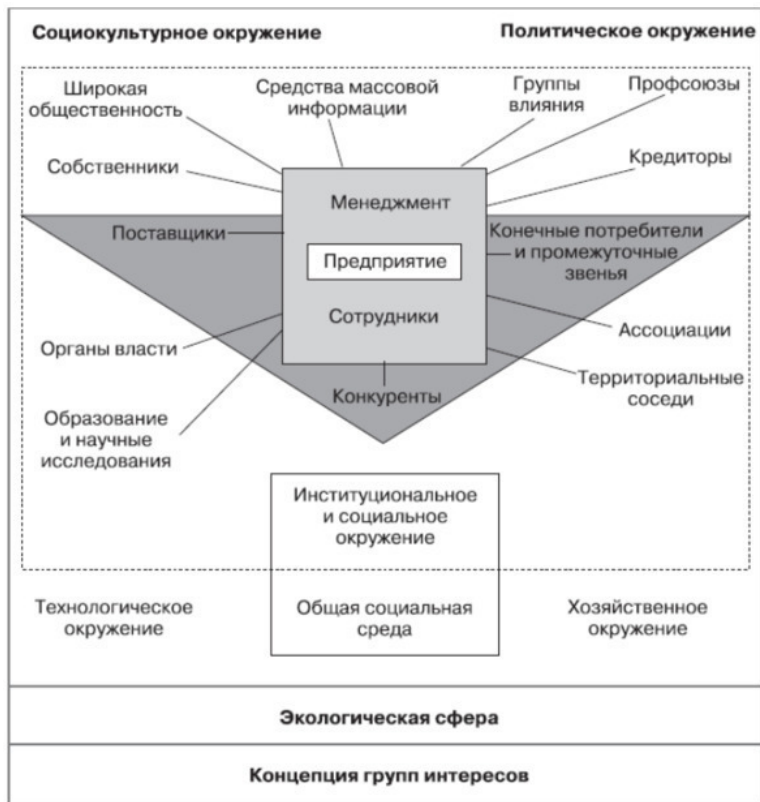 Социокультурное окружение
Политическое окружение
Широкая
общественность
Средства массовой
информации
Группы
влияния
Профсоюзы
Собственники
Кредиторы
Менеджмент
Поставщики
Конечные потребители
и промежуточные
звенья
Предприятие
Сотрудники
Органы власти
Ассоциации
Конкуренты
Территориальные
соседи
Образование
и научные
исследования
Институциональное
и социальное
окружение
Технологическое
окружение
Общая социальная
среда
Хозяйственное
окружение
Экологическая сфера
Концепция групп интересов